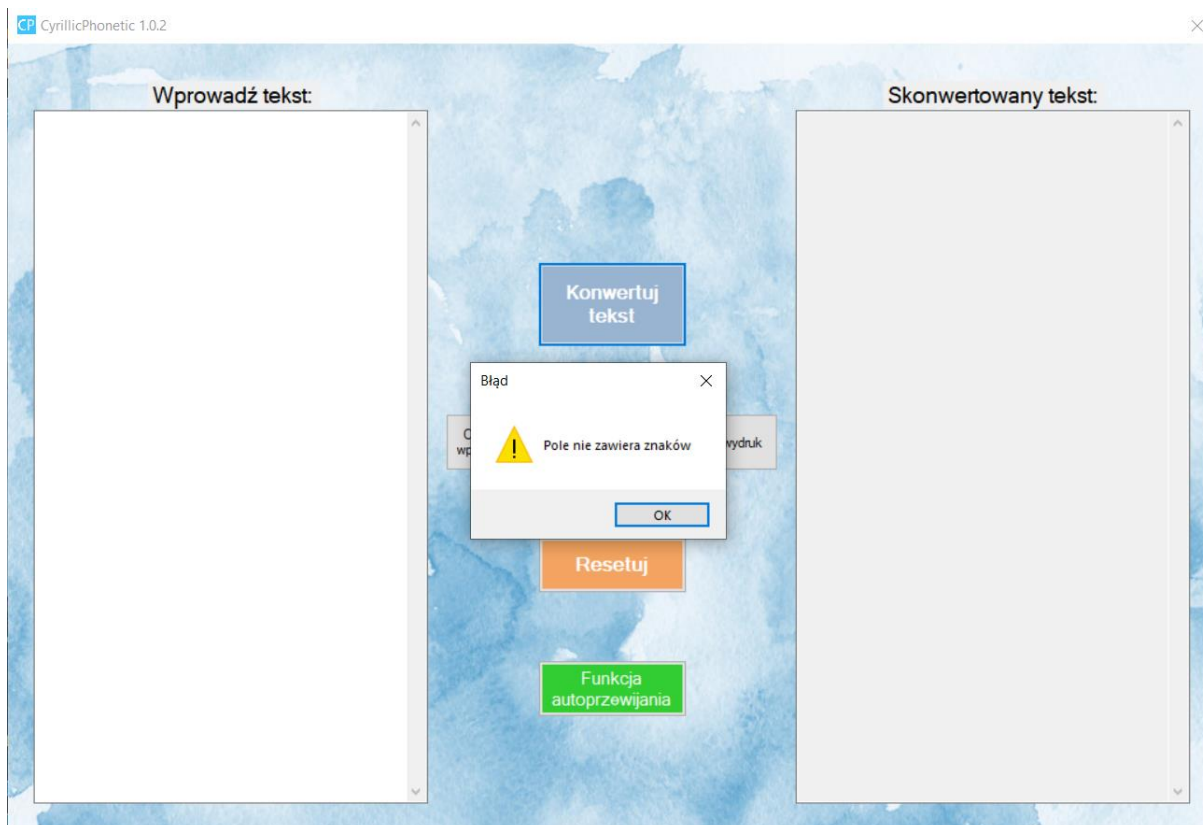 CP CyrillicPhonetic 1.0.2
Wprowadź tekst:
Skonwertowany tekst:
Konwertuj
tekst
Błąd
Pole nie zawiera znaków
wydruk
OK
Resetuj
Funkcja
autoprzewijania